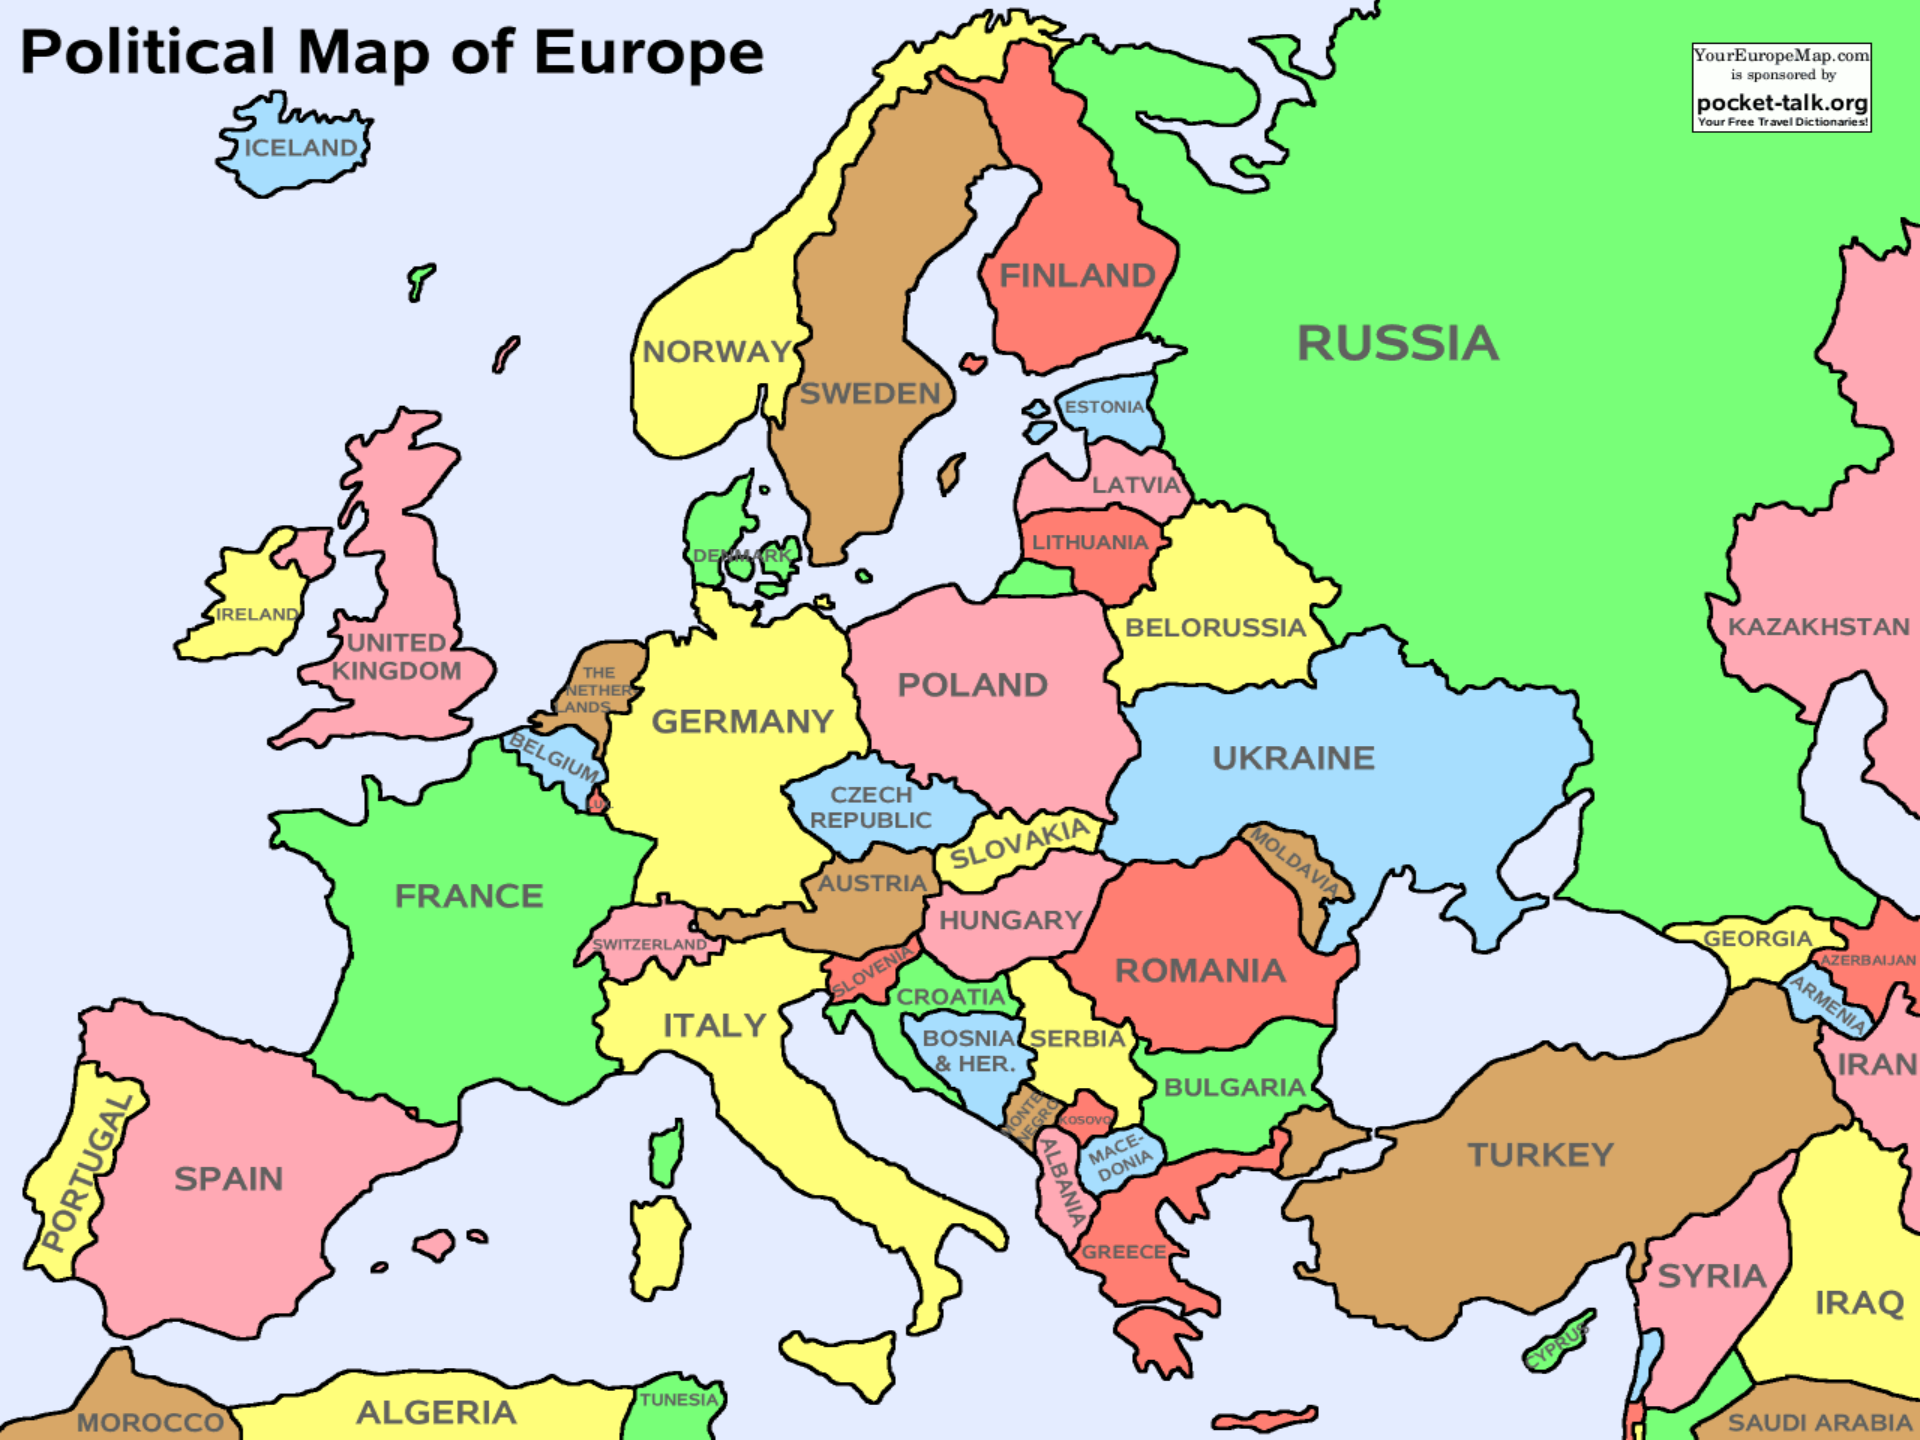 Political Map of Europe
YourEuropeMap.com
is sponsored by
pocket-talk.org
Your Free Travel Dictionaries!
ICELAND
FINLAND
RUSSIA
NORWAY
SWEDEN
ESTONIA
LATVIA
LITHUANIA
DENMARK
IRELAND
UNITED
KINGDOM
BELORUSSIA
KAZAKHSTAN
THE
NETHER
LANDS
POLAND
GERMANY
BELGIUM
UKRAINE
LUX.
CZECH
REPUBLIC
SLOVAKIA
MOLDAVIA
FRANCE
AUSTRIA
HUNGARY
SWITZERLAND
GEORGIA
AZERBAIJAN
SLOVENIA
ROMANIA
CROATIA
ARMENIA
ITALY
BOSNIA
& HER.
SERBIA
IRAN
BULGARIA
MONTE
NEGRO
KOSOVO
PORTUGAL
SPAIN
MACE-
DONIA
ALBANIA
TURKEY
GREECE
SYRIA
IRAQ
CYPRUS
MOROCCO
ALGERIA
TUNESIA
SAUDI ARABIA